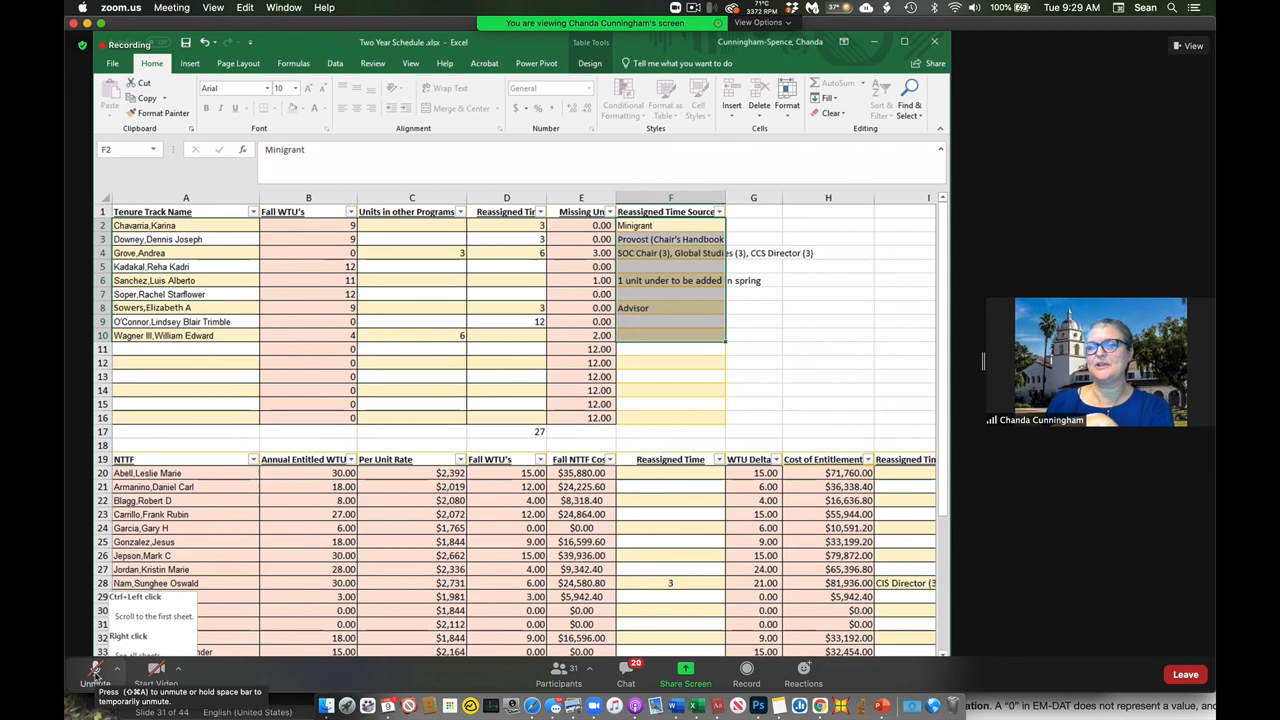 zoom.us Meeting View Edit Window Help 71°C 3372 RPM 37° 100% Tue 9:29 AM Sean
You are viewing Chanda Cunningham's screen View Options
Recording
View
Two Year Schedule .xlsx - Excel Table Tools Cunningham-Spence, Chanda
File Home Insert Page Layout Formulas Data Review View Help Acrobat Power Pivot Design Tell me what you want to do Share
Paste Cut Copy Format Painter
Arial 10 B I U
Wrap Text Merge & Center
General $ % ,
Conditional Formatting Format as Table Cell Styles
Insert Delete Format
AutoSum Fill Clear Sort & Filter Find & Select
Clipboard Font Alignment Number Styles Cells Editing
F2 fx Minigrant
A B C D E F G H I
1 Tenure Track Name Fall WTU's Units in other Programs Reassigned Tir Missing Un Reassigned Time Source
2 Chavarria,Karina 9 3 0.00 Minigrant
3 Downey,Dennis Joseph 9 3 0.00 Provost (Chair's Handbook
4 Grove,Andrea 0 3 6 3.00 SOC Chair (3), Global Studies (3), CCS Director (3)
5 Kadakal,Reha Kadri 12 0.00
6 Sanchez,Luis Alberto 11 1.00 1 unit under to be added in spring
7 Soper,Rachel Starflower 12 0.00
8 Sowers,Elizabeth A 9 3 0.00 Advisor
9 O'Connor,Lindsey Blair Trimble 0 12 0.00
10 Wagner III,William Edward 4 6 2.00
11 0 12.00
12 0 12.00
13 0 12.00
14 0 12.00
15 0 12.00
16 0 12.00
17 27
18
19 NTTF Annual Entitled WTU Per Unit Rate Fall WTU's Fall NTTF Cos Reassigned Time WTU Delta Cost of Entitlement Reassigned Tim
20 Abell,Leslie Marie 30.00 $2,392 15.00 $35,880.00 15.00 $71,760.00
21 Armanino,Daniel Carl 18.00 $2,019 12.00 $24,225.60 6.00 $36,338.40
22 Blagg,Robert D 8.00 $2,080 4.00 $8,318.40 4.00 $16,636.80
23 Carrillo,Frank Rubin 27.00 $2,072 12.00 $24,864.00 15.00 $55,944.00
24 Garcia,Gary H 6.00 $1,765 0.00 $0.00 6.00 $10,591.20
25 Gonzalez,Jesus 18.00 $1,844 9.00 $16,599.60 9.00 $33,199.20
26 Jepson,Mark C 30.00 $2,662 15.00 $39,936.00 15.00 $79,872.00
27 Jordan,Kristin Marie 28.00 $2,336 4.00 $9,342.40 24.00 $65,396.80
28 Nam,Sunghee Oswald 30.00 $2,731 6.00 $24,580.80 3 21.00 $81,936.00 CIS Director (3
29 3.00 $1,981 3.00 $5,942.40 0.00 $5,942.40
30 0.00 $1,844 0.00 $0.00 0.00 $0.00
31 0.00 $2,112 0.00 $0.00 0.00 $0.00
32 18.00 $1,844 9.00 $16,596.00 9.00 $33,192.00
33 nder 15.00 $2,164 0.00 $0.00 15.00 $32,454.00
Ctrl+Left click
Scroll to the first sheet.
Right click
See all sheets.
Chanda Cunningham
Unmute Start Video Participants 31 Chat 20 Share Screen Record Reactions Leave
Press (⇧⌘A) to unmute or hold space bar to
temporarily unmute.
Slide 31 of 44 English (United States)
ation. A "0" in EM-DAT does not represent a value, and